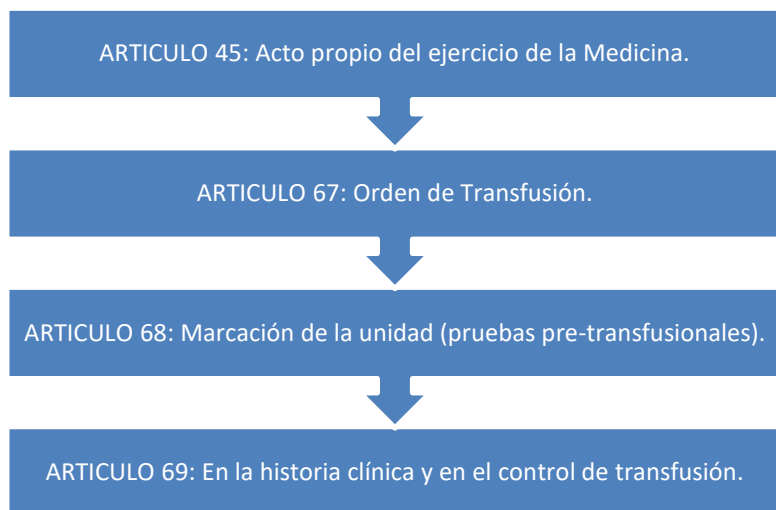 ARTICULO 45: Acto propio del ejercicio de la Medicina.
ARTICULO 67: Orden de Transfusión.
ARTICULO 68: Marcación de la unidad (pruebas pre-transfusionales).
ARTICULO 69: En la historia clínica y en el control de transfusión.